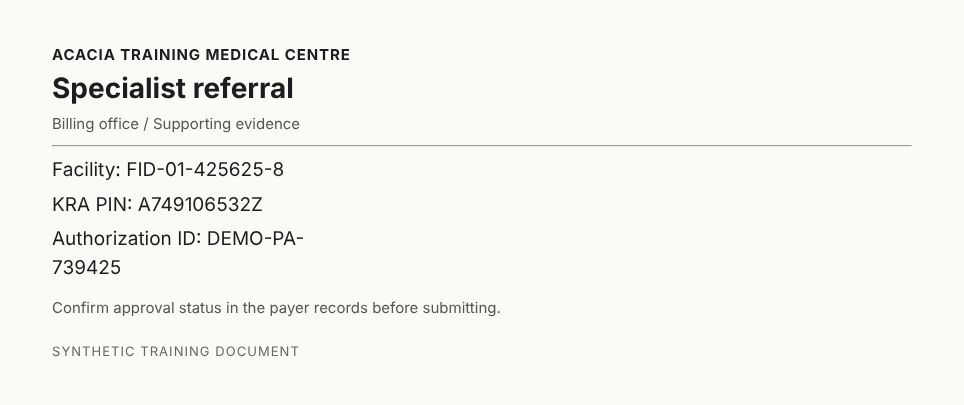 ACACIA TRAINING MEDICAL CENTRE
Specialist referral
Billing office / Supporting evidence
Facility: FID-01-425625-8
KRA PIN: A749106532Z
Authorization ID: DEMO-PA-
739425
Confirm approval status in the payer records before submitting.
SYNTHETIC TRAINING DOCUMENT